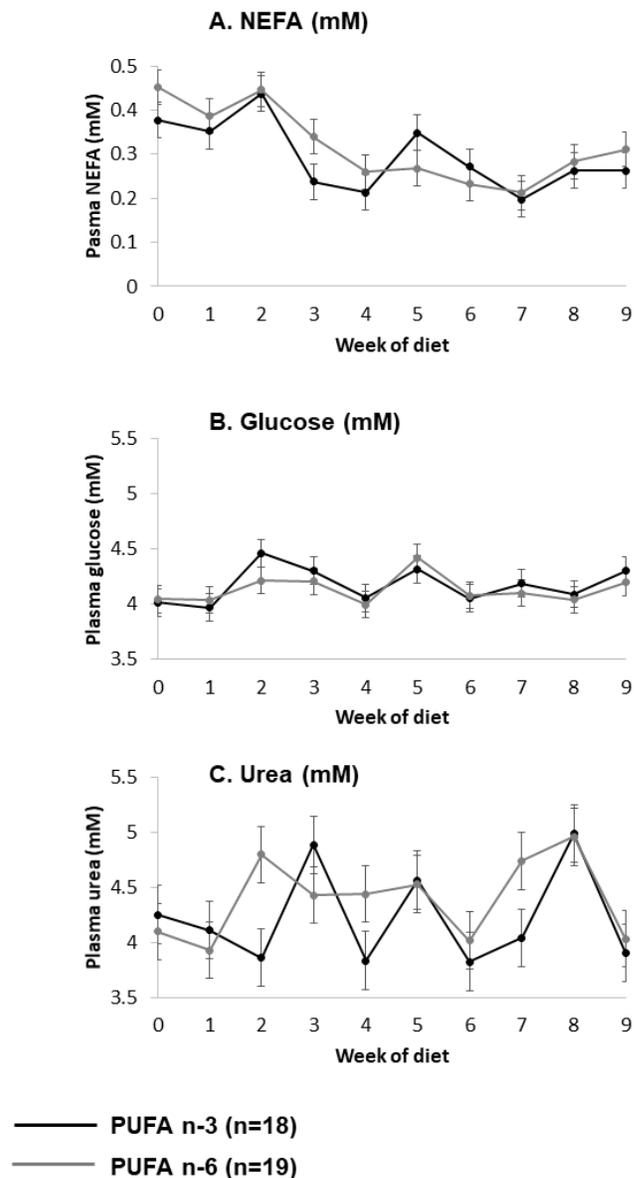 A. NEFA (mM)
Pasma NEFA (mM)
0.5
0.4
0.3
0.2
0.1
0
0 1 2 3 4 5 6 7 8 9
Week of diet
B. Glucose (mM)
Plasma glucose (mM)
5.5
5
4.5
4
3.5
0 1 2 3 4 5 6 7 8 9
Week of diet
C. Urea (mM)
Plasma urea (mM)
5.5
5
4.5
4
3.5
0 1 2 3 4 5 6 7 8 9
Week of diet
PUFA n-3 (n=18)
PUFA n-6 (n=19)